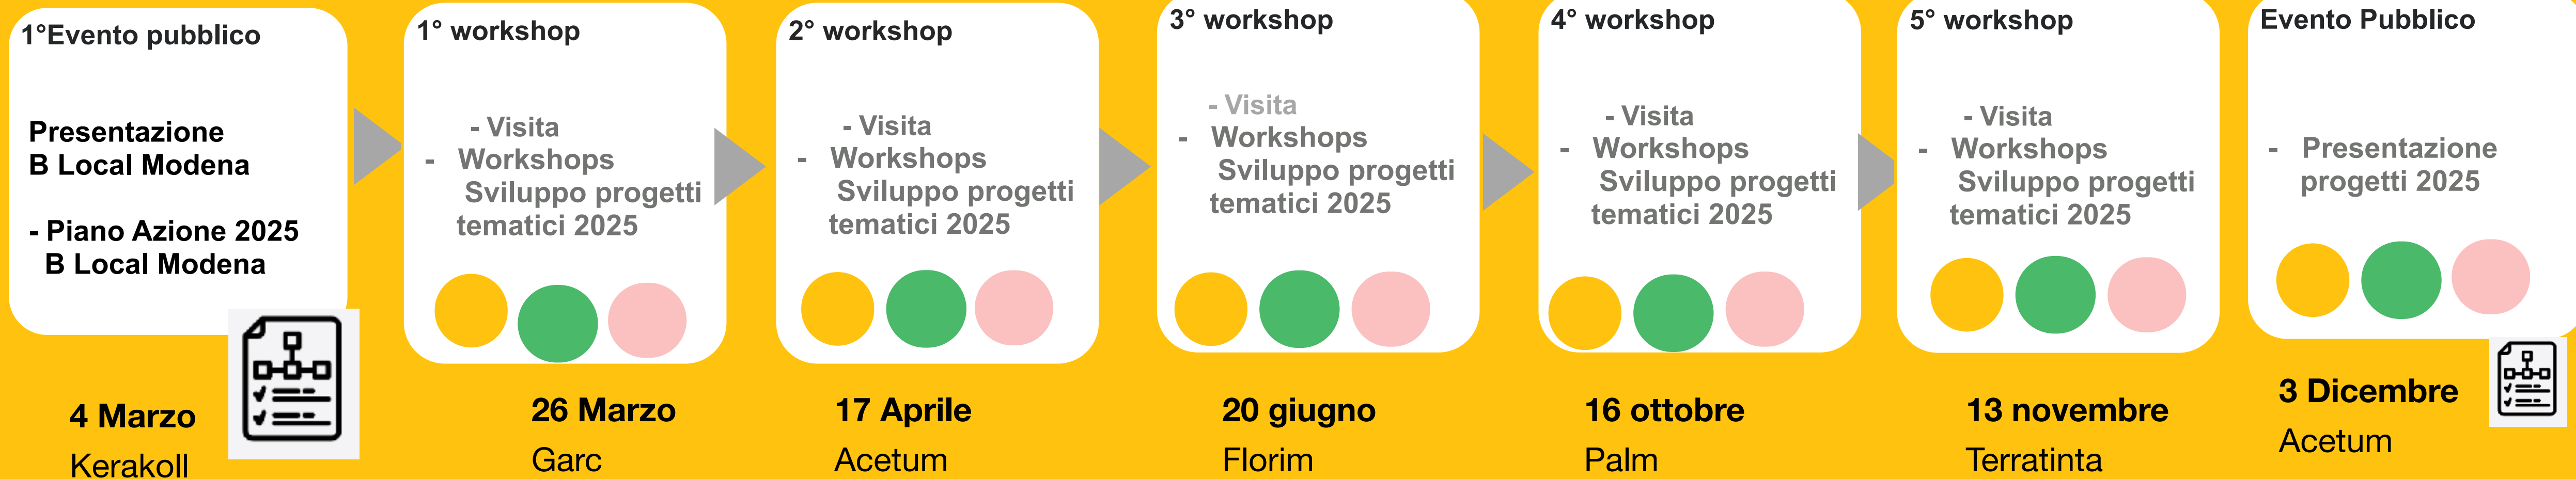 1°Evento pubblico
Presentazione
B Local Modena
- Piano Azione 2025
B Local Modena
4 Marzo
Kerakoll
1° workshop
- Visita
- Workshops
Sviluppo progetti
tematici 2025
26 Marzo
Garc
2° workshop
- Visita
- Workshops
Sviluppo progetti
tematici 2025
17 Aprile
Acetum
3° workshop
- Visita
- Workshops
Sviluppo progetti
tematici 2025
20 giugno
Florim
4° workshop
- Visita
- Workshops
Sviluppo progetti
tematici 2025
16 ottobre
Palm
5° workshop
- Visita
- Workshops
Sviluppo progetti
tematici 2025
13 novembre
Terratinta
Evento Pubblico
- Presentazione
progetti 2025
3 Dicembre
Acetum